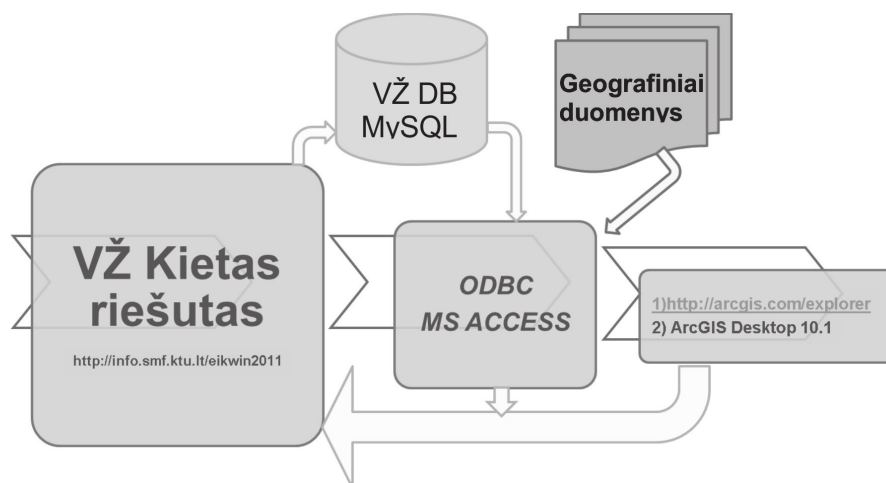 VŽ DB
MySQL
Geografiniai
duomenys
VŽ Kietas
riešutas
http://info.smf.ktu.lt/eikwin2011
ODBC
MS ACCESS
1)http://arcgis.com/explorer
2) ArcGIS Desktop 10.1